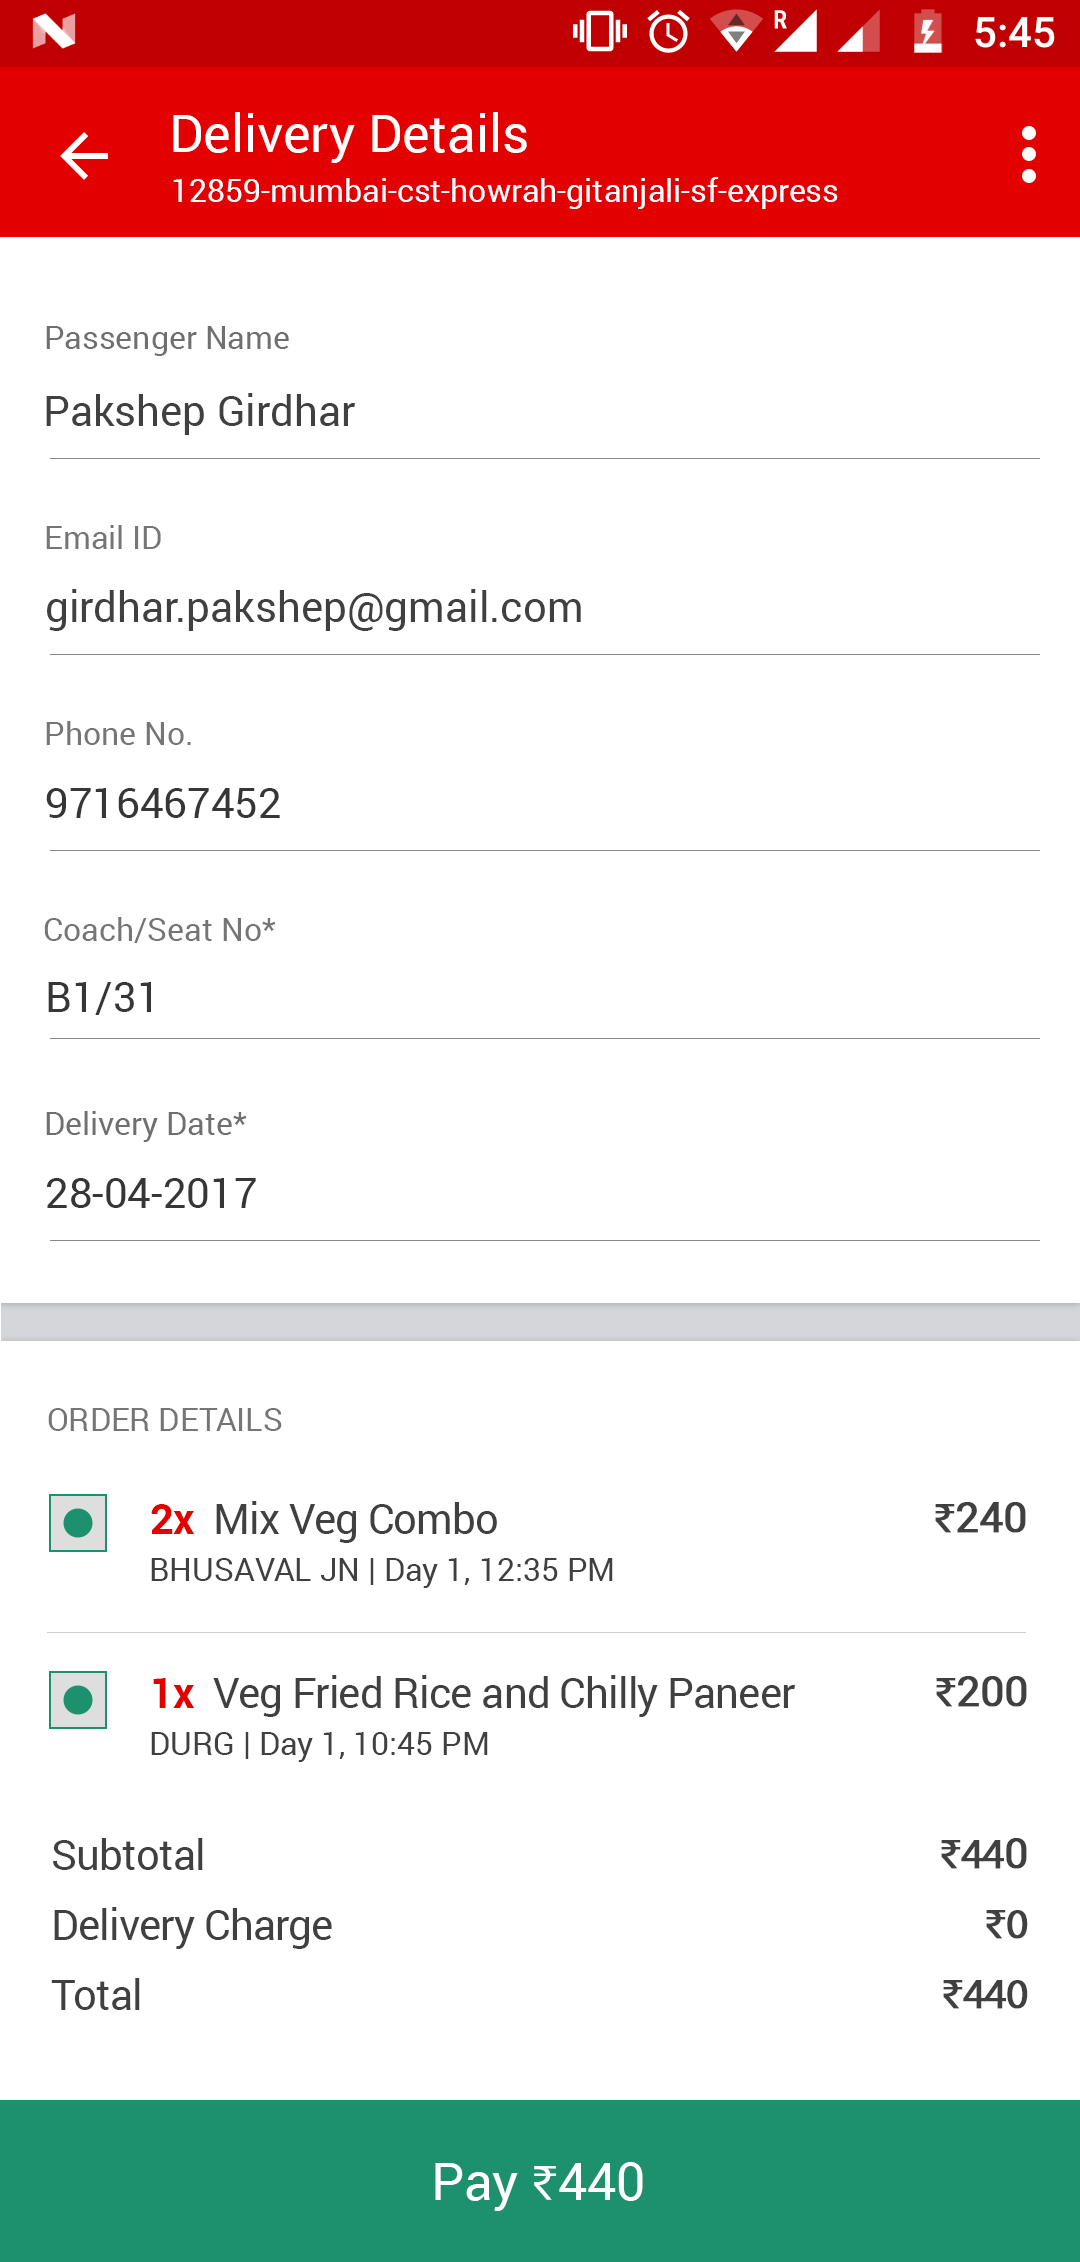 R 5:45
Delivery Details
12859-mumbai-cst-howrah-gitanjali-sf-express
Passenger Name
Pakshep Girdhar
Email ID
girdhar.pakshep@gmail.com
Phone No.
9716467452
Coach/Seat No*
B1/31
Delivery Date*
28-04-2017
ORDER DETAILS
2x Mix Veg Combo ₹240
BHUSAVAL JN | Day 1, 12:35 PM
1x Veg Fried Rice and Chilly Paneer ₹200
DURG | Day 1, 10:45 PM
Subtotal ₹440
Delivery Charge ₹0
Total ₹440
Pay ₹440